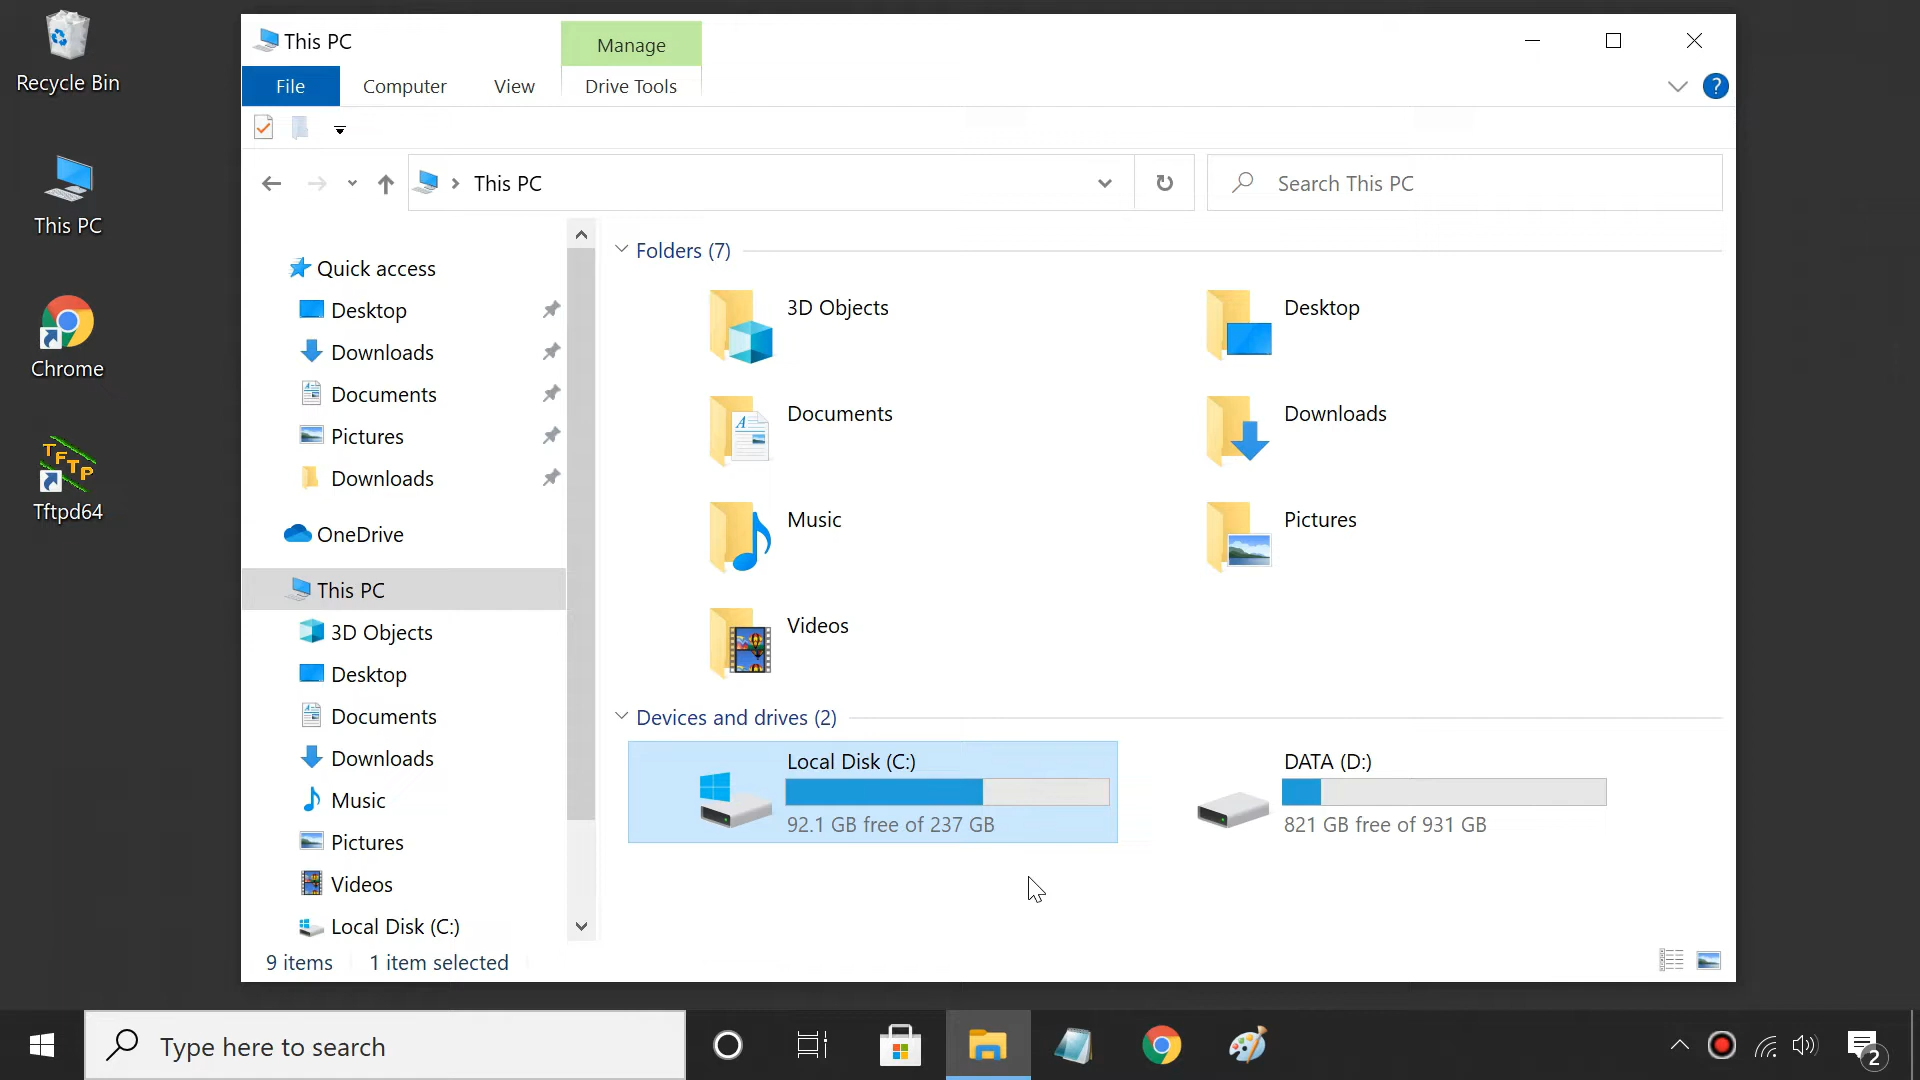 Recycle Bin
This PC
Chrome
TFTP
Tftpd64
This PC
Manage
File
Computer
View
Drive Tools
?
This PC
Search This PC
Quick access
Desktop
Downloads
Documents
Pictures
Downloads
OneDrive
This PC
3D Objects
Desktop
Documents
Downloads
Music
Pictures
Videos
Local Disk (C:)
Folders (7)
3D Objects
Desktop
Documents
Downloads
Music
Pictures
Videos
Devices and drives (2)
Local Disk (C:)
92.1 GB free of 237 GB
DATA (D:)
821 GB free of 931 GB
9 items
1 item selected
Type here to search
2